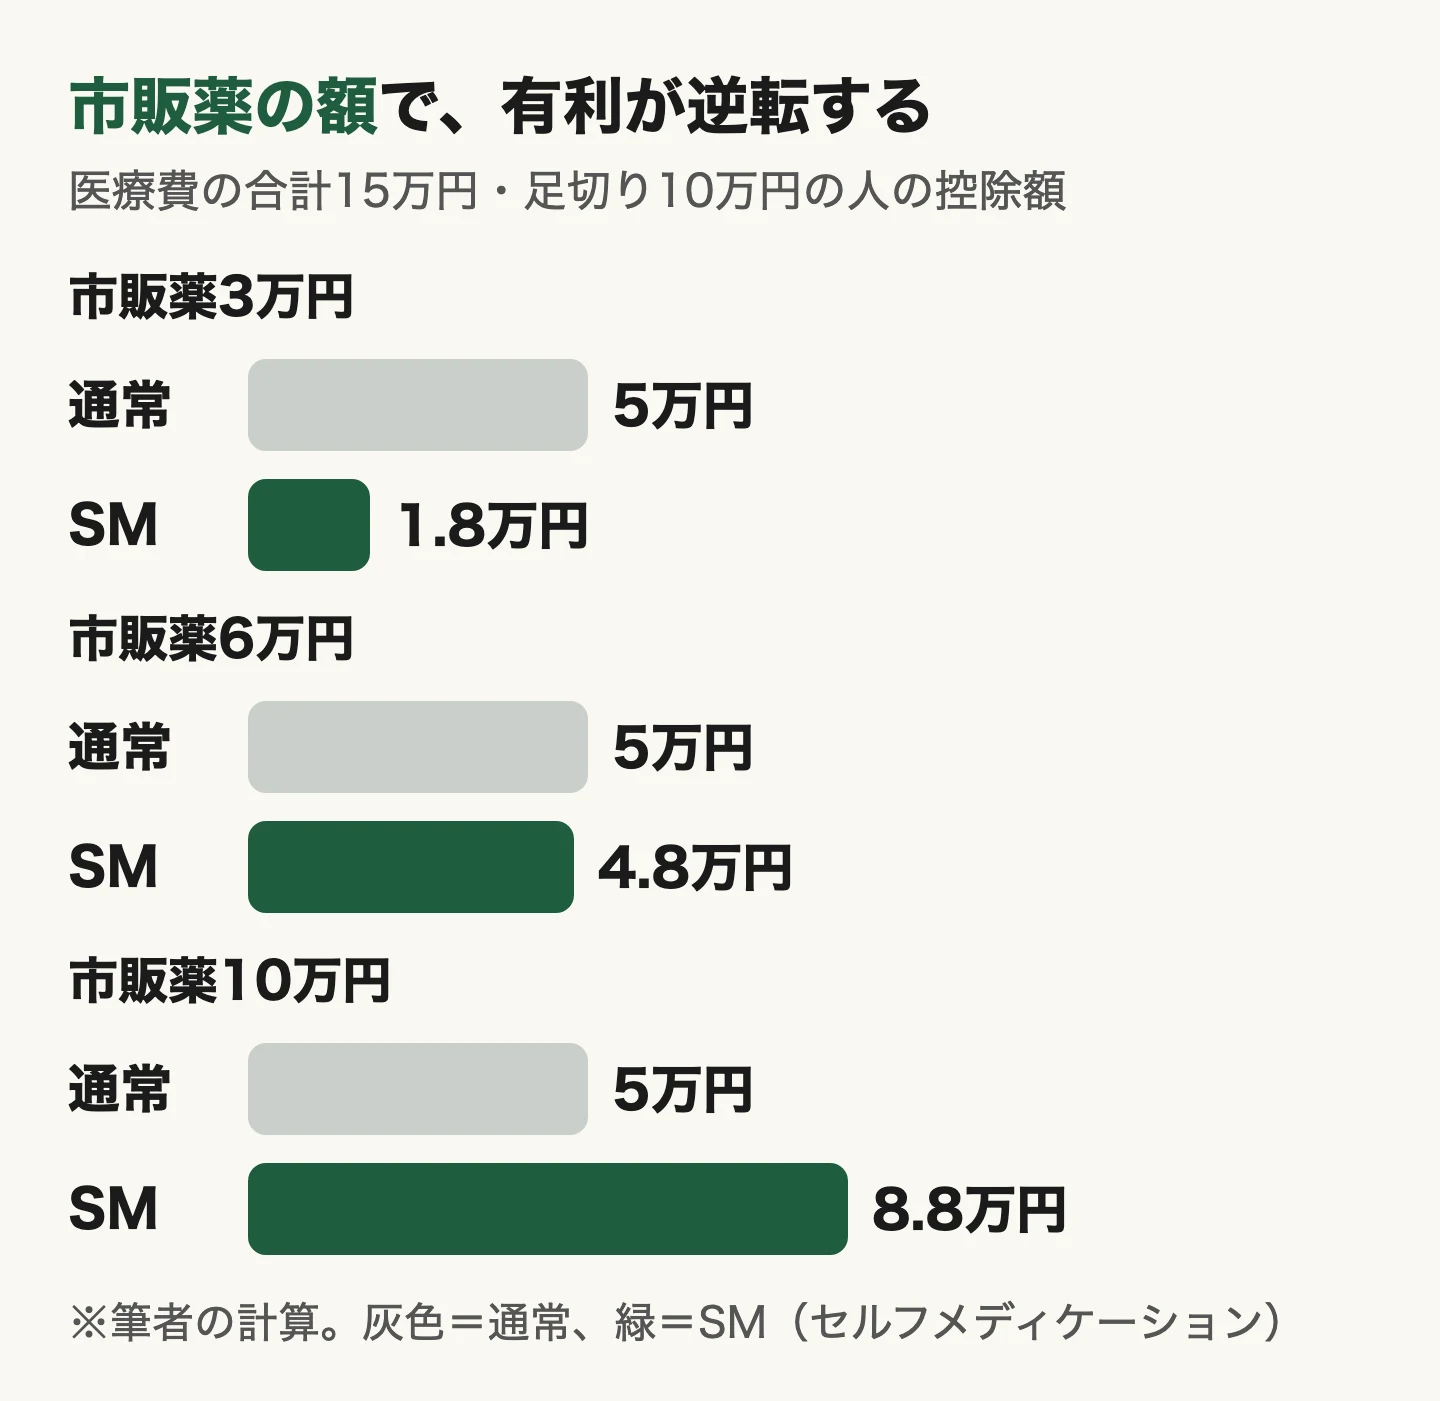 市販薬の額で、有利が逆転する
医療費の合計15万円・足切り10万円の人の控除額
市販薬3万円
通常 5万円
SM 1.8万円
市販薬6万円
通常 5万円
SM 4.8万円
市販薬10万円
通常 5万円
SM 8.8万円
※筆者の計算。灰色＝通常、緑＝SM（セルフメディケーション）